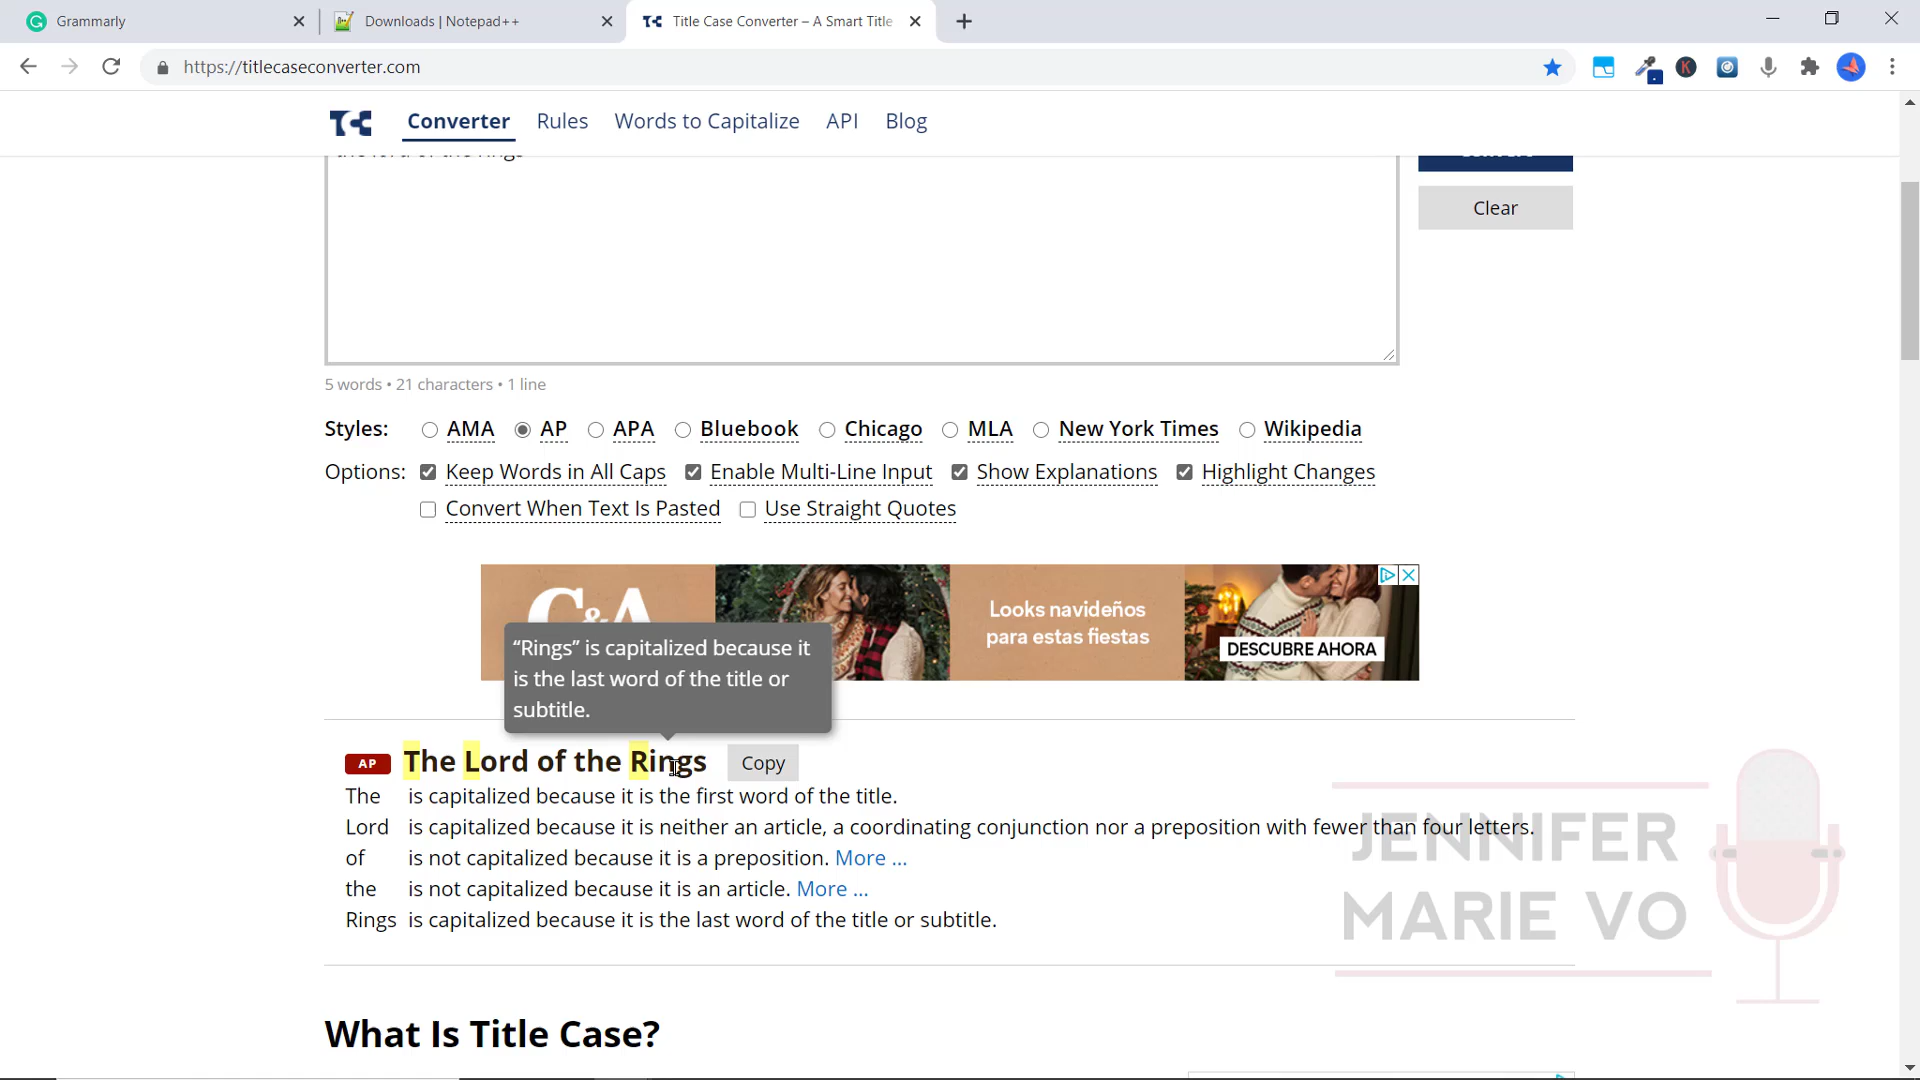 Grammarly
Downloads | Notepad++
Title Case Converter – A Smart Title
https://titlecaseconverter.com
Converter Rules Words to Capitalize API Blog
the lord of the rings
Convert
Clear
5 words • 21 characters • 1 line
Styles: AMA AP APA Bluebook Chicago MLA New York Times Wikipedia
Options: Keep Words in All Caps Enable Multi-Line Input Show Explanations Highlight Changes
Convert When Text Is Pasted Use Straight Quotes
C&A
Looks navideños
para estas fiestas
DESCUBRE AHORA
“Rings” is capitalized because it
is the last word of the title or
subtitle.
AP The Lord of the Rings Copy
The is capitalized because it is the first word of the title.
Lord is capitalized because it is neither an article, a coordinating conjunction nor a preposition with fewer than four letters.
of is not capitalized because it is a preposition. More ...
the is not capitalized because it is an article. More ...
Rings is capitalized because it is the last word of the title or subtitle.
JENNIFER
MARIE VO
What Is Title Case?